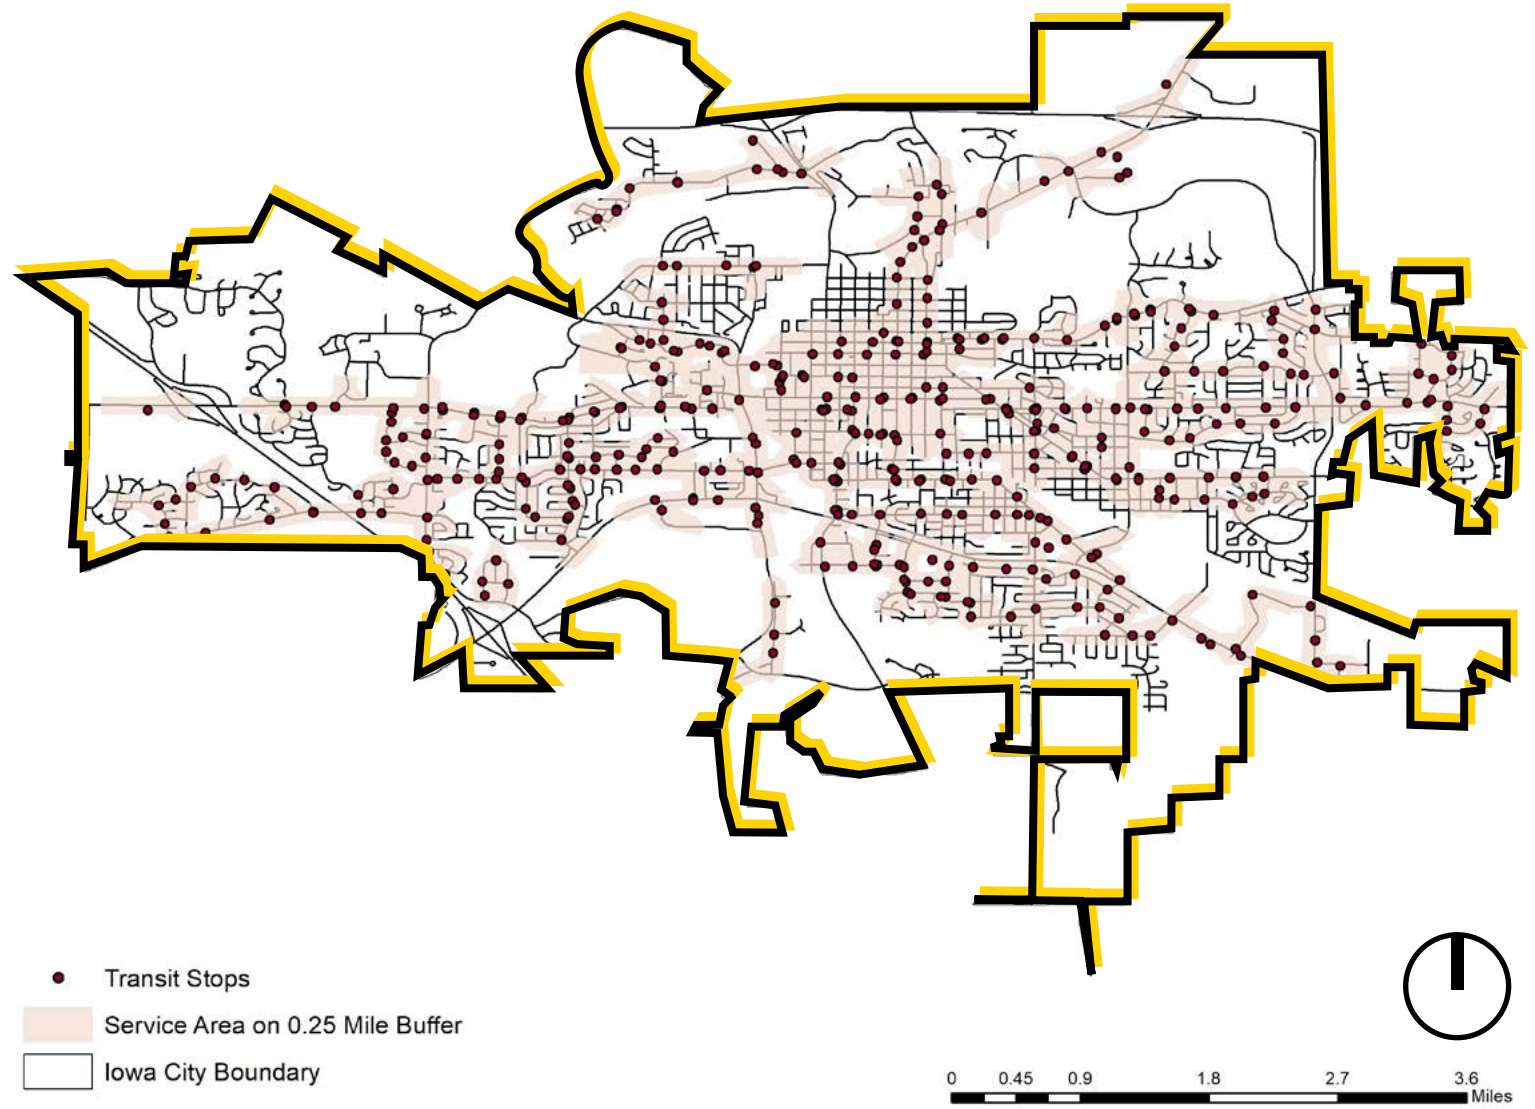 Transit Stops
Service Area on 0.25 Mile Buffer
Iowa City Boundary
0 0.45 0.9 1.8 2.7 3.6
Miles